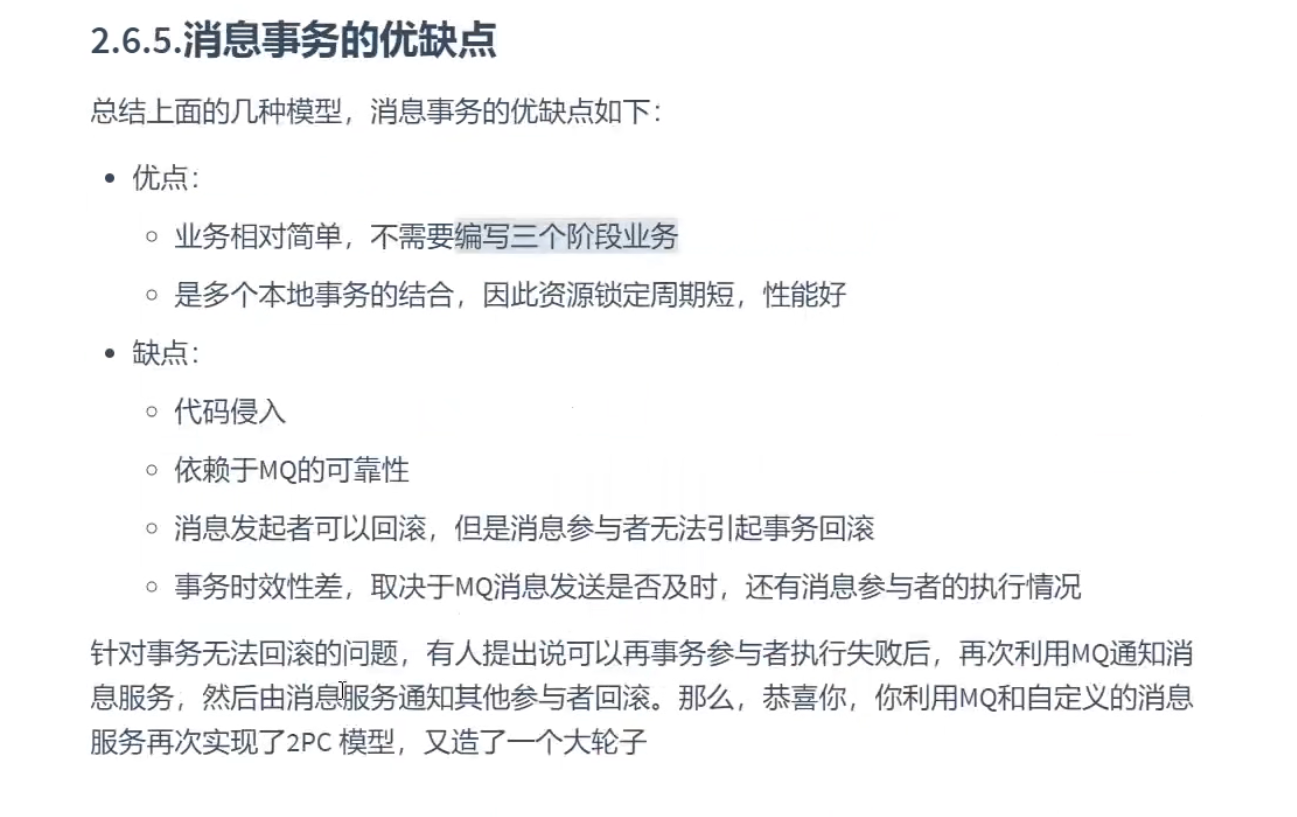 2.6.5.消息事务的优缺点
总结上面的几种模型，消息事务的优缺点如下：
优点：
业务相对简单，不需要编写三个阶段业务
是多个本地事务的结合，因此资源锁定周期短，性能好
缺点：
代码侵入
依赖于MQ的可靠性
消息发起者可以回滚，但是消息参与者无法引起事务回滚
事务时效性差，取决于MQ消息发送是否及时，还有消息参与者的执行情况
针对事务无法回滚的问题，有人提出说可以再事务参与者执行失败后，再次利用MQ通知消
息服务，然后由消息服务通知其他参与者回滚。那么，恭喜你，你利用MQ和自定义的消息
服务再次实现了2PC 模型，又造了一个大轮子